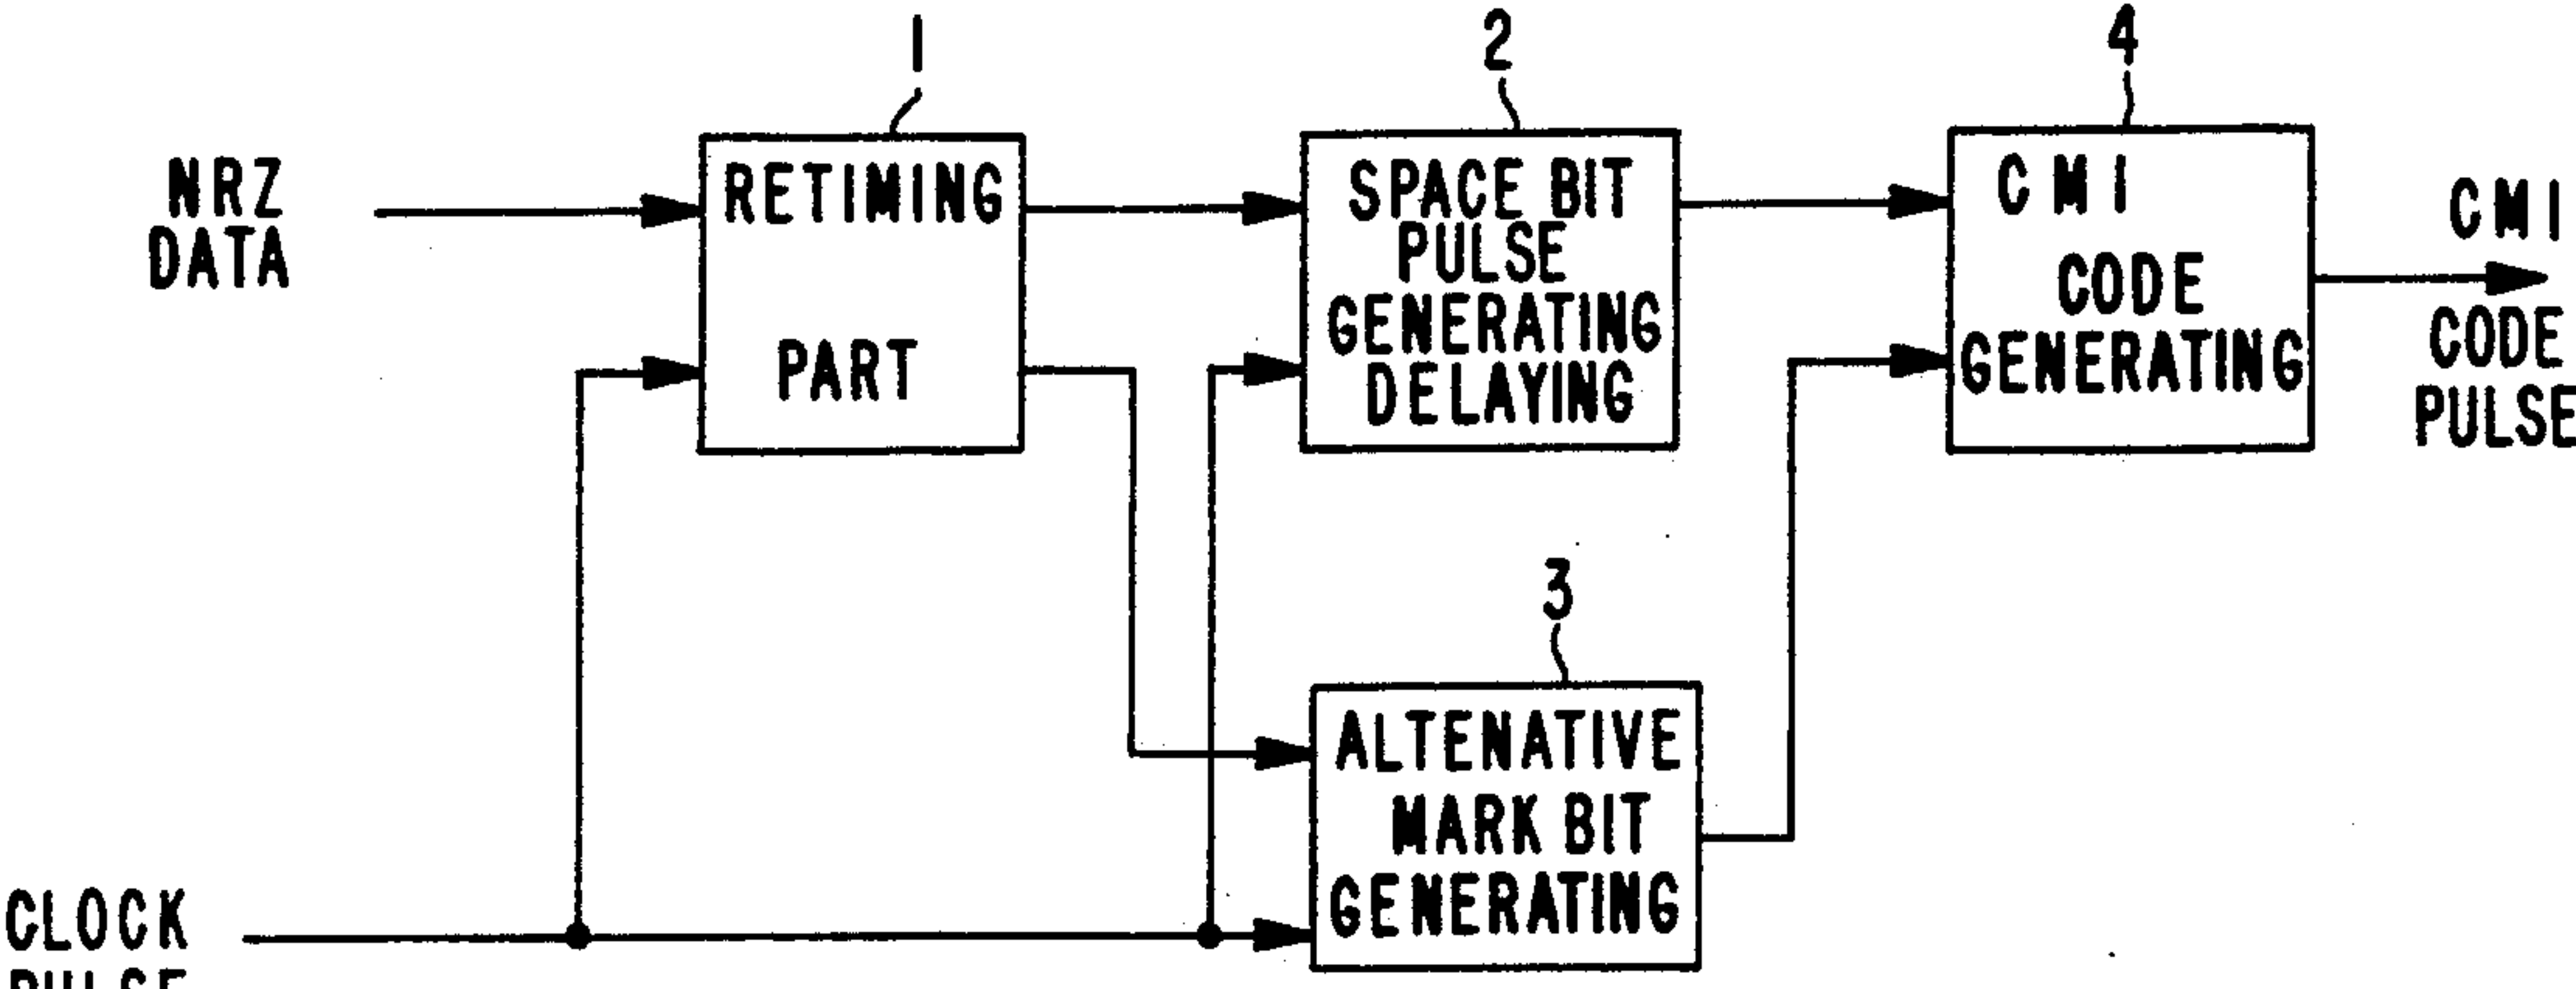 1
2
4
NRZ
DATA
RETIMING
PART
SPACE BIT
PULSE
GENERATING
DELAYING
CMI
CODE
GENERATING
CMI
CODE
PULSE
3
ALTENATIVE
MARK BIT
GENERATING
CLOCK
PULSE